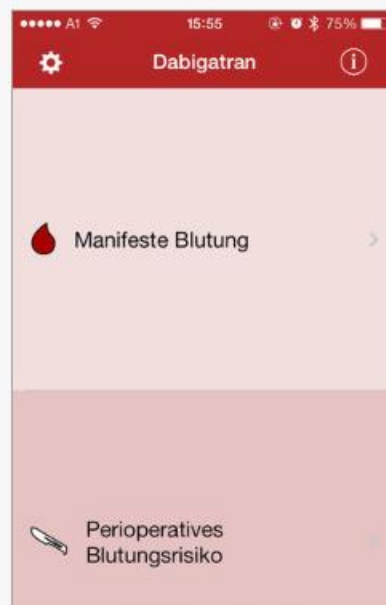 A1 15:55 75%
Dabigatran
Manifeste Blutung
Perioperatives
Blutungsrisiko